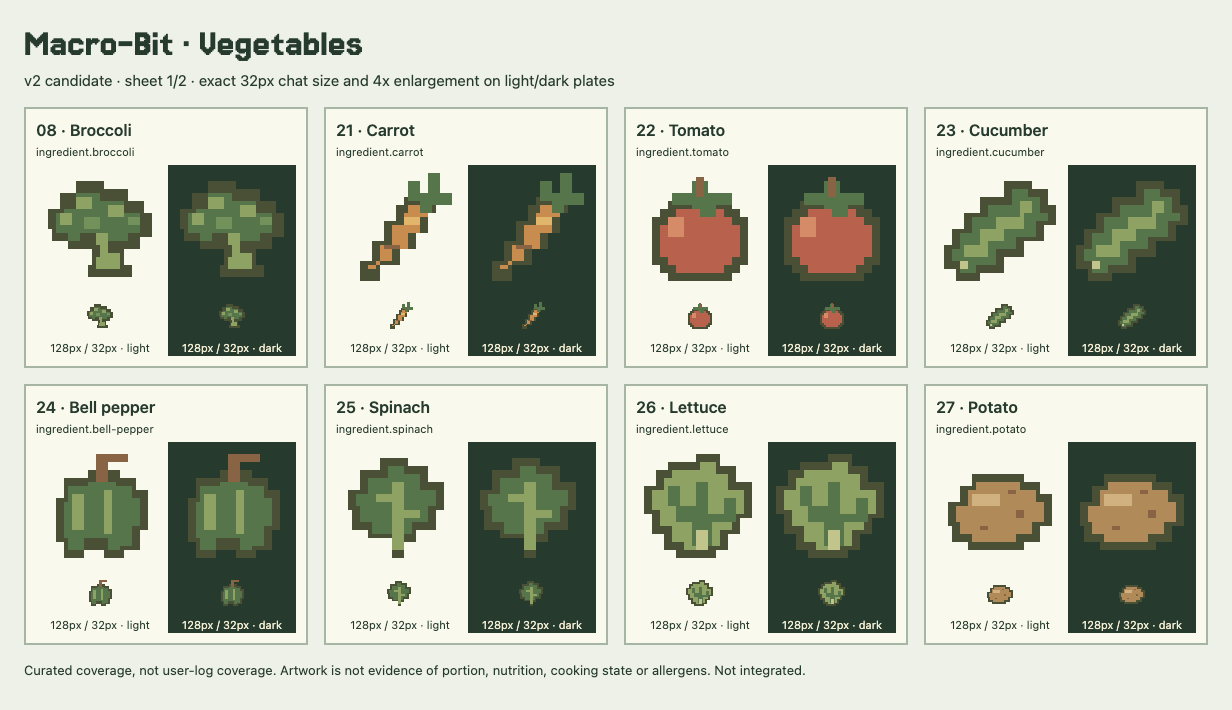 Macro-Bit · Vegetables
v2 candidate · sheet 1/2 · exact 32px chat size and 4x enlargement on light/dark plates
08 · Broccoli
ingredient.broccoli
128px / 32px · light
128px / 32px · dark
21 · Carrot
ingredient.carrot
128px / 32px · light
128px / 32px · dark
22 · Tomato
ingredient.tomato
128px / 32px · light
128px / 32px · dark
23 · Cucumber
ingredient.cucumber
128px / 32px · light
128px / 32px · dark
24 · Bell pepper
ingredient.bell-pepper
128px / 32px · light
128px / 32px · dark
25 · Spinach
ingredient.spinach
128px / 32px · light
128px / 32px · dark
26 · Lettuce
ingredient.lettuce
128px / 32px · light
128px / 32px · dark
27 · Potato
ingredient.potato
128px / 32px · light
128px / 32px · dark
Curated coverage, not user-log coverage. Artwork is not evidence of portion, nutrition, cooking state or allergens. Not integrated.